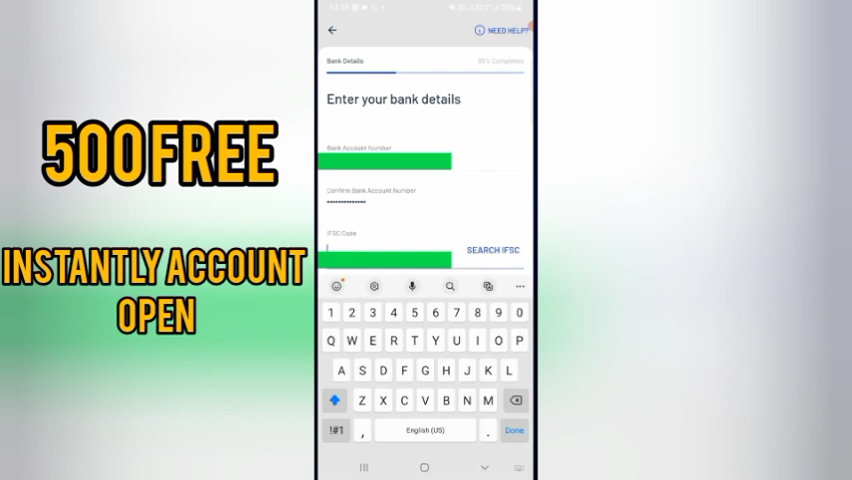 500 FREE
INSTANTLY ACCOUNT
OPEN
NEED HELP?
Bank Details
35% Completed
Enter your bank details
Bank Account Number
Confirm Bank Account Number
IFSC Code
SEARCH IFSC
1 2 3 4 5 6 7 8 9 0
Q W E R T Y U I O P
A S D F G H J K L
Z X C V B N M
!#1 , English (US) . Done